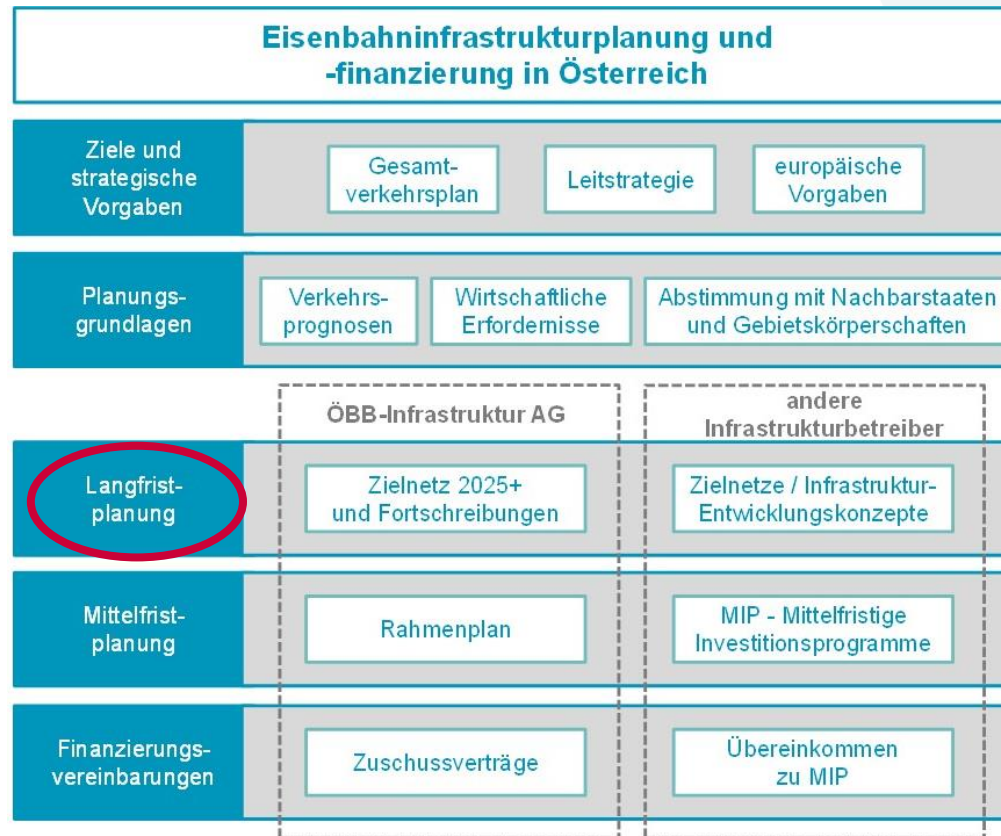 Eisenbahninfrastrukturplanung und
-finanzierung in Österreich
Ziele und
strategische
Vorgaben
Gesamt-
verkehrsplan
Leitstrategie
europäische
Vorgaben
Planungs-
grundlagen
Verkehrs-
prognosen
Wirtschaftliche
Erfordernisse
Abstimmung mit Nachbarstaaten
und Gebietskörperschaften
ÖBB-Infrastruktur AG
andere
Infrastrukturbetreiber
Langfrist-
planung
Zielnetz 2025+
und Fortschreibungen
Zielnetze / Infrastruktur-
Entwicklungskonzepte
Mittelfrist-
planung
Rahmenplan
MIP - Mittelfristige
Investitionsprogramme
Finanzierungs-
vereinbarungen
Zuschussverträge
Übereinkommen
zu MIP